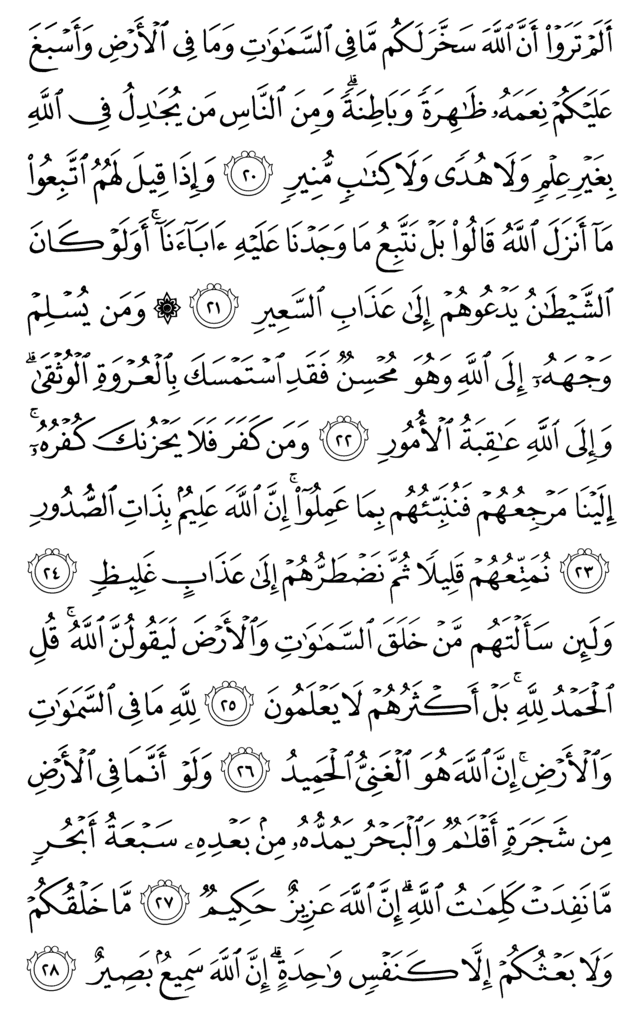 أَلَمۡ تَرَوۡاْ أَنَّ ٱللَّهَ سَخَّرَ لَكُم مَّا فِي ٱلسَّمَٰوَٰتِ وَمَا فِي ٱلۡأَرۡضِ وَأَسۡبَغَ
عَلَيۡكُمۡ نِعَمَهُۥ ظَٰهِرَةٗ وَبَاطِنَةٗۗ وَمِنَ ٱلنَّاسِ مَن يُجَٰدِلُ فِي ٱللَّهِ
بِغَيۡرِ عِلۡمٖ وَلَا هُدٗى وَلَا كِتَٰبٖ مُّنِيرٖ ٢٠ وَإِذَا قِيلَ لَهُمُ ٱتَّبِعُواْ
مَآ أَنزَلَ ٱللَّهُ قَالُواْ بَلۡ نَتَّبِعُ مَا وَجَدۡنَا عَلَيۡهِ ءَابَآءَنَآۚ أَوَلَوۡ كَانَ
ٱلشَّيۡطَٰنُ يَدۡعُوهُمۡ إِلَىٰ عَذَابِ ٱلسَّعِيرِ ٢١ ۞ وَمَن يُسۡلِمۡ
وَجۡهَهُۥٓ إِلَى ٱللَّهِ وَهُوَ مُحۡسِنٞ فَقَدِ ٱسۡتَمۡسَكَ بِٱلۡعُرۡوَةِ ٱلۡوُثۡقَىٰۗ
وَإِلَى ٱللَّهِ عَٰقِبَةُ ٱلۡأُمُورِ ٢٢ وَمَن كَفَرَ فَلَا يَحۡزُنكَ كُفۡرُهُۥٓۚ
إِلَيۡنَا مَرۡجِعُهُمۡ فَنُنَبِّئُهُم بِمَا عَمِلُوٓاْۚ إِنَّ ٱللَّهَ عَلِيمُۢ بِذَاتِ ٱلصُّدُورِ
٢٣ نُمَتِّعُهُمۡ قَلِيلٗا ثُمَّ نَضۡطَرُّهُمۡ إِلَىٰ عَذَابٍ غَلِيظٖ ٢٤
وَلَئِن سَأَلۡتَهُم مَّنۡ خَلَقَ ٱلسَّمَٰوَٰتِ وَٱلۡأَرۡضَ لَيَقُولُنَّ ٱللَّهُۚ قُلِ
ٱلۡحَمۡدُ لِلَّهِۚ بَلۡ أَكۡثَرُهُمۡ لَا يَعۡلَمُونَ ٢٥ لِلَّهِ مَا فِي ٱلسَّمَٰوَٰتِ
وَٱلۡأَرۡضِۚ إِنَّ ٱللَّهَ هُوَ ٱلۡغَنِيُّ ٱلۡحَمِيدُ ٢٦ وَلَوۡ أَنَّمَا فِي ٱلۡأَرۡضِ
مِن شَجَرَةٍ أَقۡلَٰمٞ وَٱلۡبَحۡرُ يَمُدُّهُۥ مِنۢ بَعۡدِهِۦ سَبۡعَةُ أَبۡحُرٖ
مَّا نَفِدَتۡ كَلِمَٰتُ ٱللَّهِۗ إِنَّ ٱللَّهَ عَزِيزٌ حَكِيمٞ ٢٧ مَّا خَلۡقُكُمۡ
وَلَا بَعۡثُكُمۡ إِلَّا كَنَفۡسٖ وَٰحِدَةٍۗ إِنَّ ٱللَّهَ سَمِيعُۢ بَصِيرٌ ٢٨